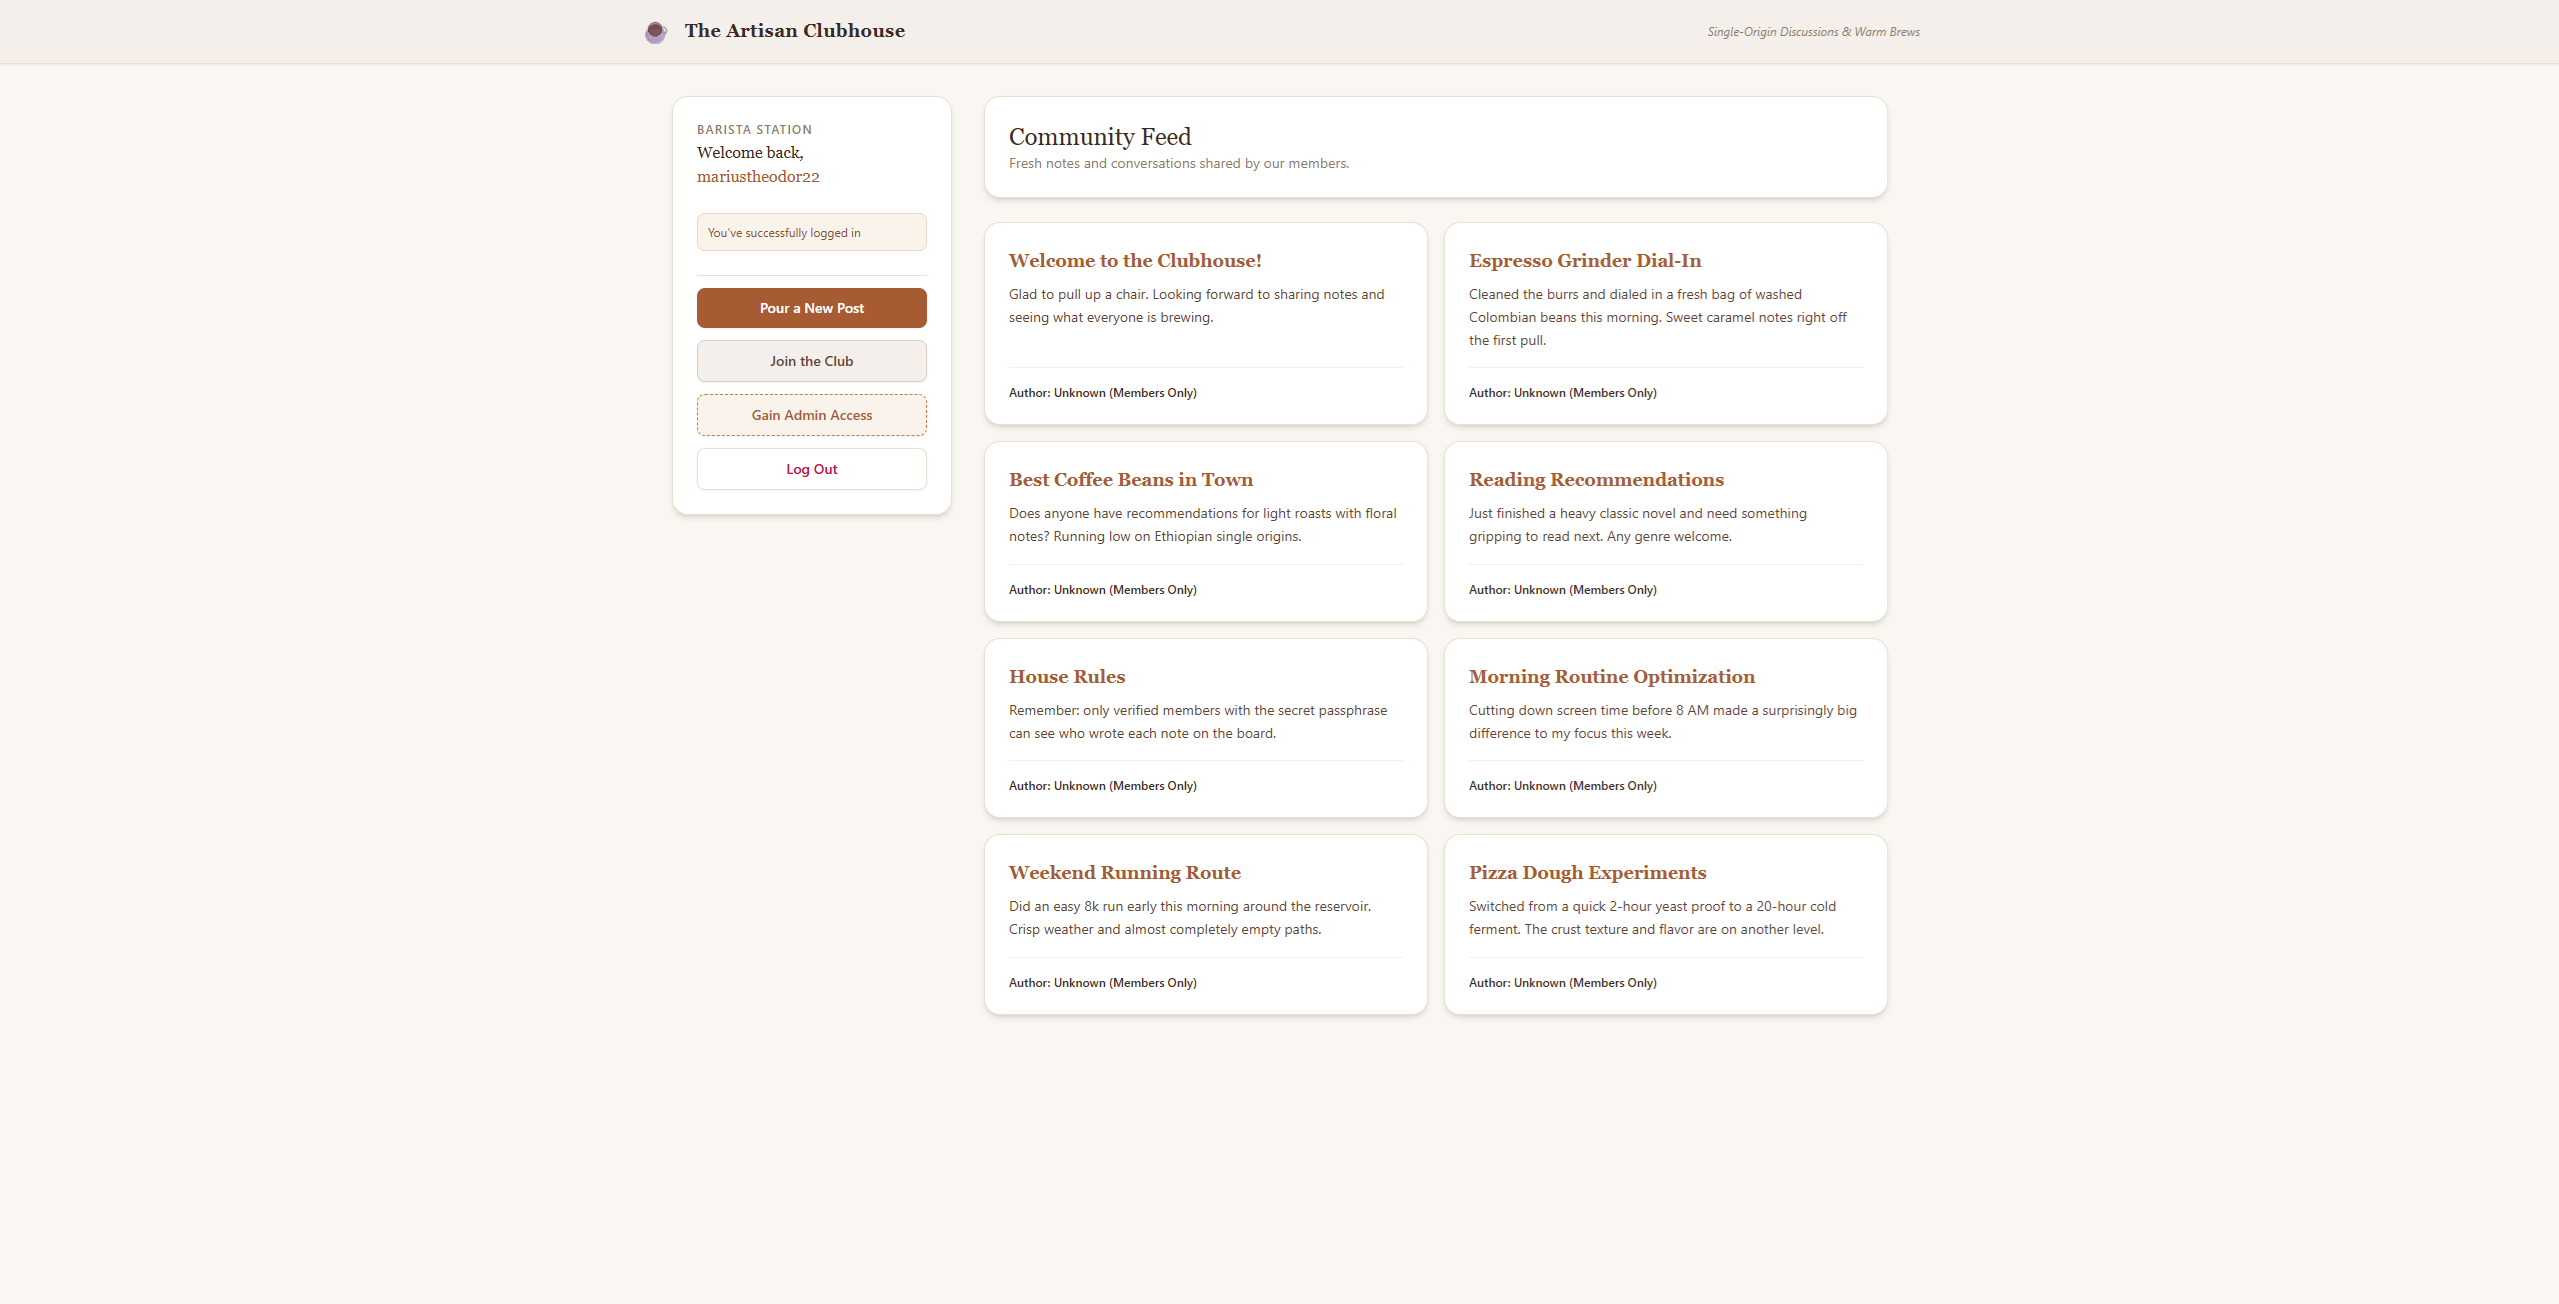 The Artisan Clubhouse
Single-Origin Discussions & Warm Brews
BARISTA STATION
Welcome back,
mariustheodor22
You've successfully logged in
Pour a New Post
Join the Club
Gain Admin Access
Log Out
Community Feed
Fresh notes and conversations shared by our members.
Welcome to the Clubhouse!
Glad to pull up a chair. Looking forward to sharing notes and
seeing what everyone is brewing.
Author: Unknown (Members Only)
Espresso Grinder Dial-In
Cleaned the burrs and dialed in a fresh bag of washed
Colombian beans this morning. Sweet caramel notes right off
the first pull.
Author: Unknown (Members Only)
Best Coffee Beans in Town
Does anyone have recommendations for light roasts with floral
notes? Running low on Ethiopian single origins.
Author: Unknown (Members Only)
Reading Recommendations
Just finished a heavy classic novel and need something
gripping to read next. Any genre welcome.
Author: Unknown (Members Only)
House Rules
Remember: only verified members with the secret passphrase
can see who wrote each note on the board.
Author: Unknown (Members Only)
Morning Routine Optimization
Cutting down screen time before 8 AM made a surprisingly big
difference to my focus this week.
Author: Unknown (Members Only)
Weekend Running Route
Did an easy 8k run early this morning around the reservoir.
Crisp weather and almost completely empty paths.
Author: Unknown (Members Only)
Pizza Dough Experiments
Switched from a quick 2-hour yeast proof to a 20-hour cold
ferment. The crust texture and flavor are on another level.
Author: Unknown (Members Only)